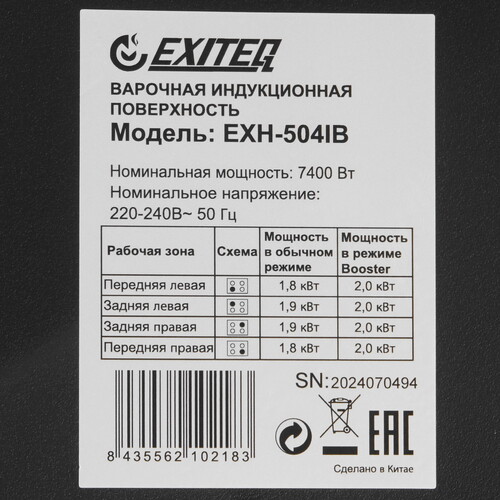 EXITEQ
ВАРОЧНАЯ ИНДУКЦИОННАЯ
ПОВЕРХНОСТЬ
Модель: EXH-504IB
Номинальная мощность: 7400 Вт
Номинальное напряжение:
220-240В~ 50 Гц
Рабочая зона Схема Мощность в обычном режиме Мощность в режиме Booster
Передняя левая 1,8 кВт 2,0 кВт
Задняя левая 1,9 кВт 2,0 кВт
Задняя правая 1,9 кВт 2,0 кВт
Передняя правая 1,8 кВт 2,0 кВт
SN: 2024070494
8 435562 102183
EAC
Сделано в Китае